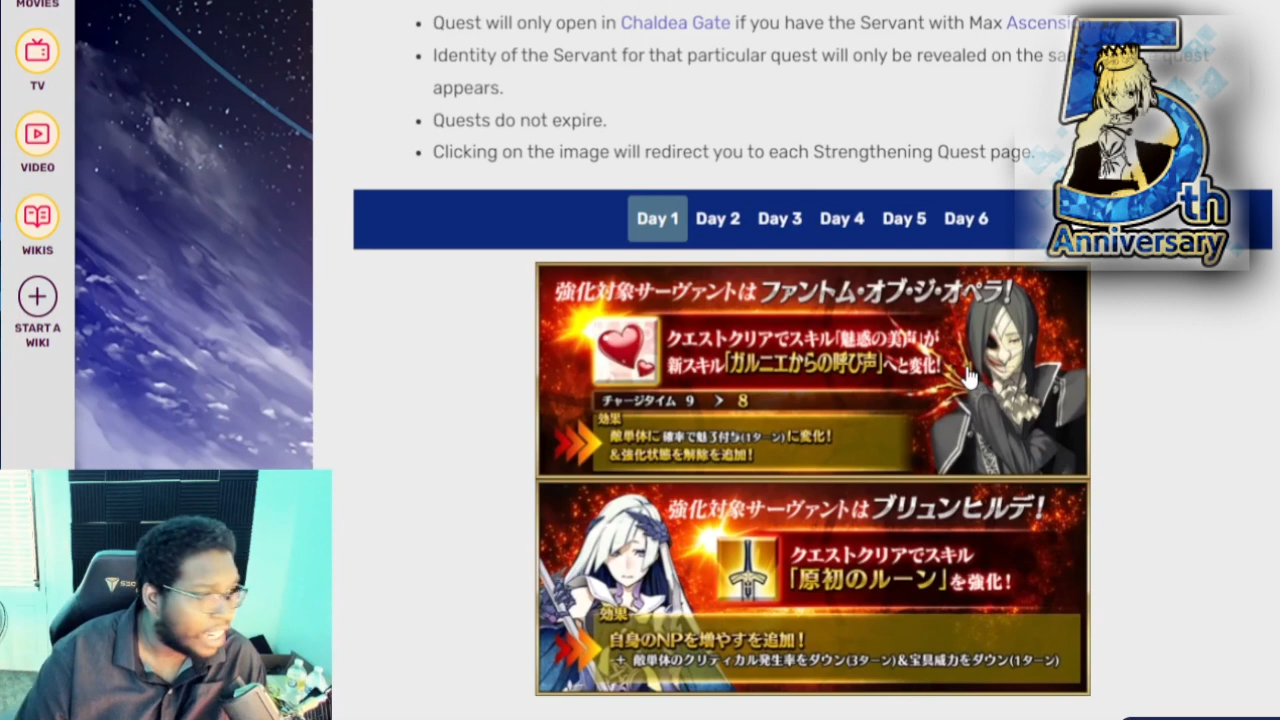 MOVIES
TV
VIDEO
WIKIS
START A
WIKI
Quest will only open in Chaldea Gate if you have the Servant with Max
Identity of the Servant for that particular quest will only be revealed on the
appears.
Quests do not expire.
Clicking on the image will redirect you to each Strengthening Quest page.
5th
Anniversary
Day 1 Day 2 Day 3 Day 4 Day 5 Day 6
強化対象サーヴァントはファントム・オブ・ジ・オペラ!
クエストクリアでスキル「魅惑の美声」が
新スキル「ガルニエからの呼び声」へと変化!
チャージタイム 9 > 8
効果
敵単体に確率で魅了付与(1ターン)に変化!
&強化状態を解除を追加!
強化対象サーヴァントはブリュンヒルデ!
クエストクリアでスキル
「原初のルーン」を強化!
効果
自身のNPを増やすを追加!
+ 敵単体のクリティカル発生率をダウン(3ターン)&宝具威力をダウン(1ターン)